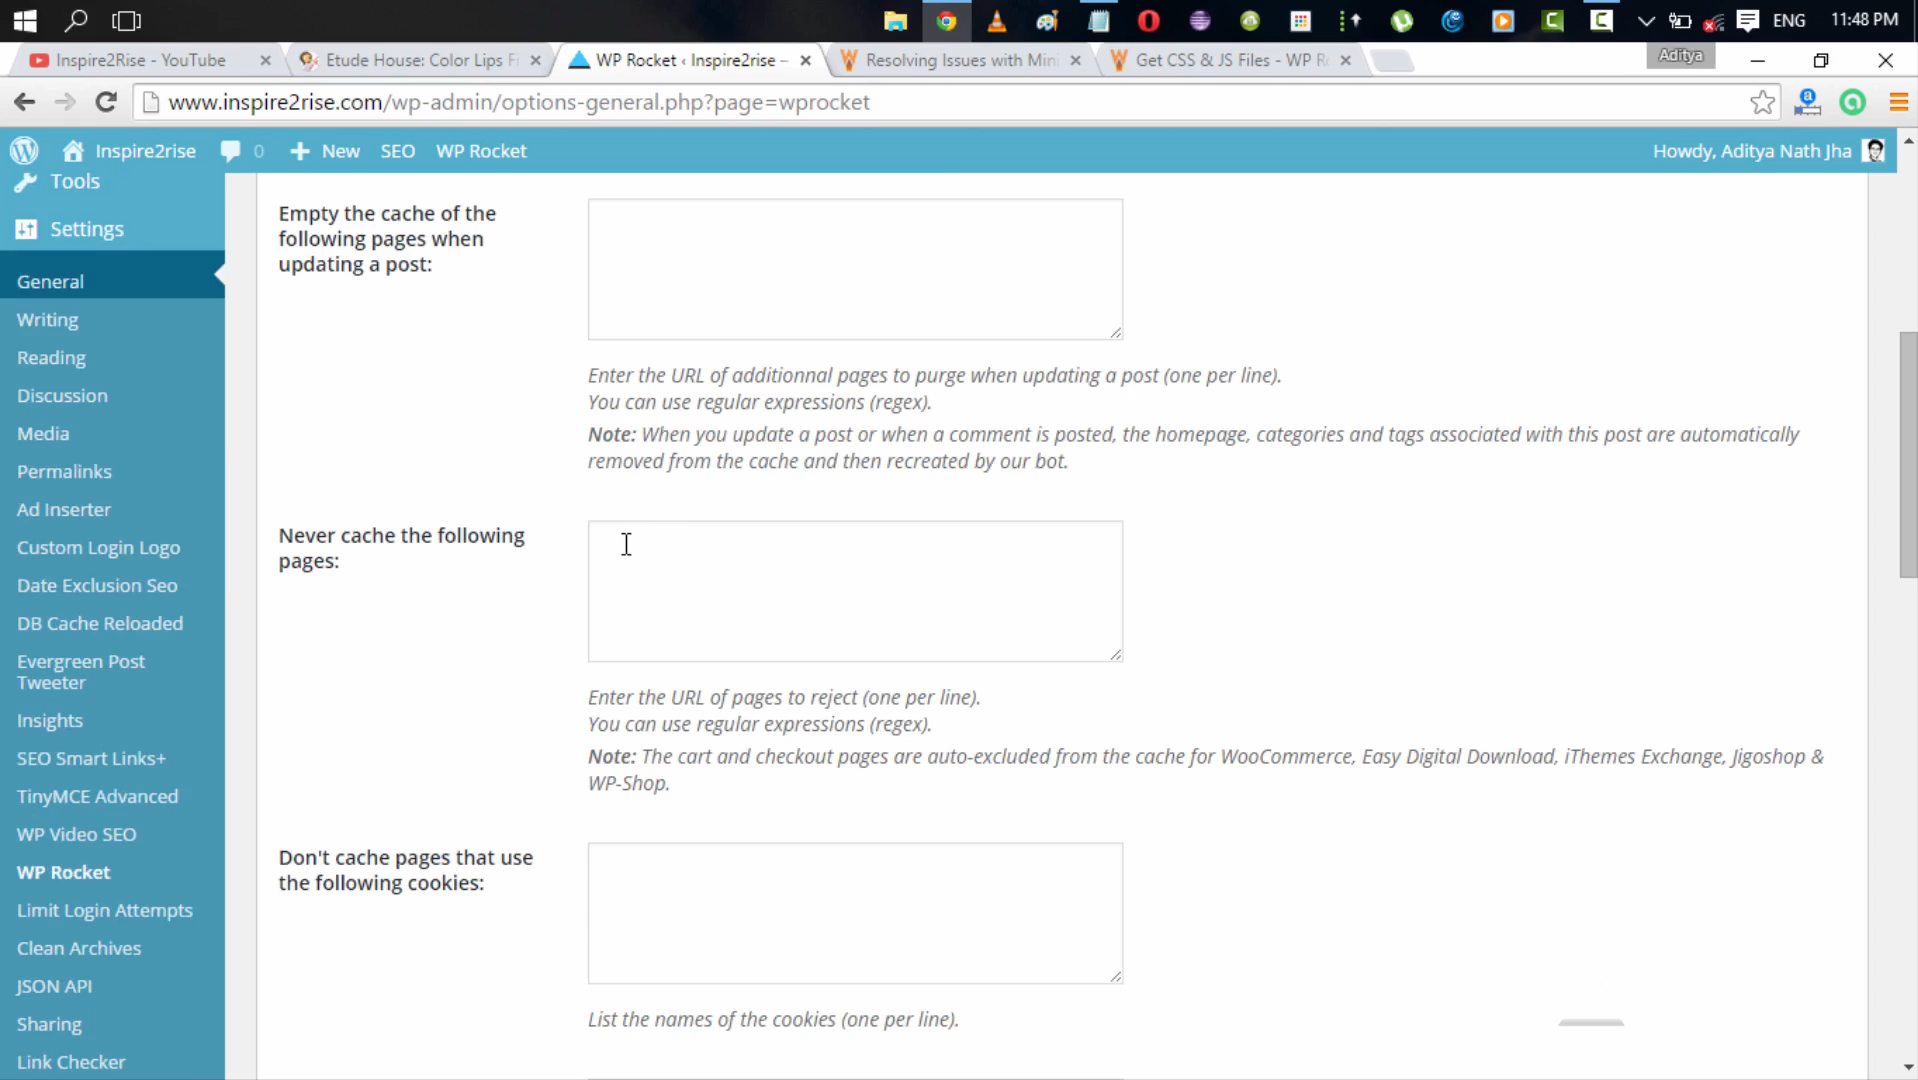 ENG 11:48 PM
Inspire2Rise - YouTube
Etude House: Color Lips F
WP Rocket ‹ Inspire2rise –
Resolving Issues with Mini
Get CSS & JS Files - WP R
Aditya
www.inspire2rise.com/wp-admin/options-general.php?page=wprocket
Inspire2rise 0 New SEO WP Rocket Howdy, Aditya Nath Jha
Tools
Settings
General
Writing
Reading
Discussion
Media
Permalinks
Ad Inserter
Custom Login Logo
Date Exclusion Seo
DB Cache Reloaded
Evergreen Post
Tweeter
Insights
SEO Smart Links+
TinyMCE Advanced
WP Video SEO
WP Rocket
Limit Login Attempts
Clean Archives
JSON API
Sharing
Link Checker
Empty the cache of the
following pages when
updating a post:
Enter the URL of additionnal pages to purge when updating a post (one per line).
You can use regular expressions (regex).
Note: When you update a post or when a comment is posted, the homepage, categories and tags associated with this post are automatically
removed from the cache and then recreated by our bot.
Never cache the following
pages:
Enter the URL of pages to reject (one per line).
You can use regular expressions (regex).
Note: The cart and checkout pages are auto-excluded from the cache for WooCommerce, Easy Digital Download, iThemes Exchange, Jigoshop &
WP-Shop.
Don't cache pages that use
the following cookies:
List the names of the cookies (one per line).